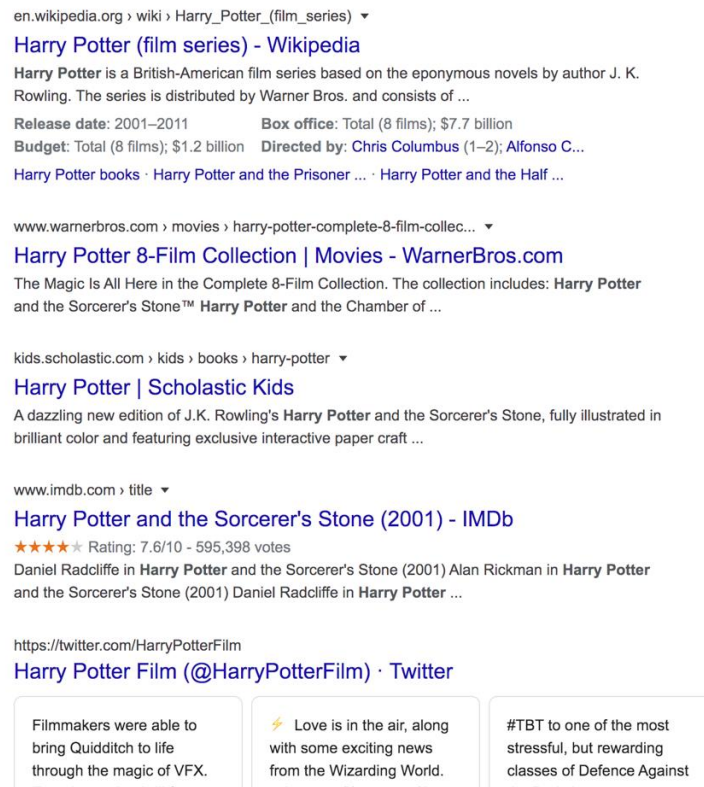 en.wikipedia.org › wiki › Harry_Potter_(film_series)
Harry Potter (film series) - Wikipedia
Harry Potter is a British-American film series based on the eponymous novels by author J. K.
Rowling. The series is distributed by Warner Bros. and consists of ...
Release date: 2001–2011 Box office: Total (8 films); $7.7 billion
Budget: Total (8 films); $1.2 billion Directed by: Chris Columbus (1–2); Alfonso C...
Harry Potter books · Harry Potter and the Prisoner ... · Harry Potter and the Half ...
www.warnerbros.com › movies › harry-potter-complete-8-film-collec...
Harry Potter 8-Film Collection | Movies - WarnerBros.com
The Magic Is All Here in the Complete 8-Film Collection. The collection includes: Harry Potter
and the Sorcerer's Stone™ Harry Potter and the Chamber of ...
kids.scholastic.com › kids › books › harry-potter
Harry Potter | Scholastic Kids
A dazzling new edition of J.K. Rowling's Harry Potter and the Sorcerer's Stone, fully illustrated in
brilliant color and featuring exclusive interactive paper craft ...
www.imdb.com › title
Harry Potter and the Sorcerer's Stone (2001) - IMDb
Rating: 7.6/10 - 595,398 votes
Daniel Radcliffe in Harry Potter and the Sorcerer's Stone (2001) Alan Rickman in Harry Potter
and the Sorcerer's Stone (2001) Daniel Radcliffe in Harry Potter ...
https://twitter.com/HarryPotterFilm
Harry Potter Film (@HarryPotterFilm) · Twitter
Filmmakers were able to
bring Quidditch to life
through the magic of VFX.
⚡ Love is in the air, along
with some exciting news
from the Wizarding World.
#TBT to one of the most
stressful, but rewarding
classes of Defence Against